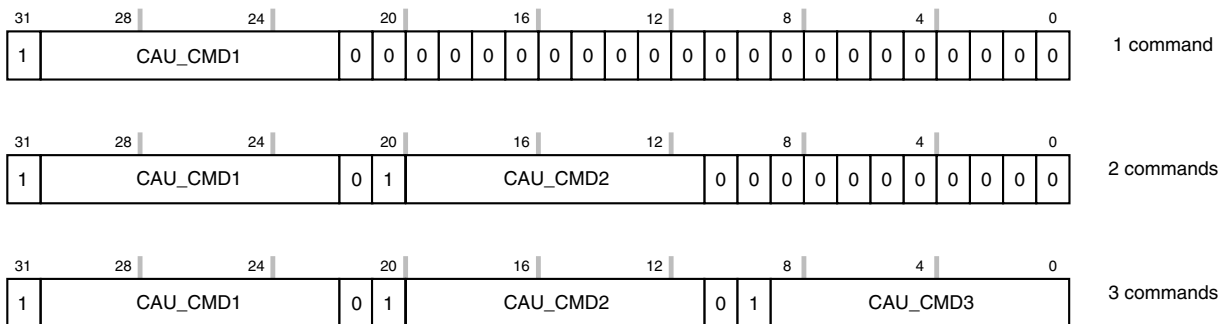 31 28 24 20 16 12 8 4 0
1 CAU_CMD1 0 0 0 0 0 0 0 0 0 0 0 0 0 0 0 0 0 0 0 0 0 0 1 command
31 28 24 20 16 12 8 4 0
1 CAU_CMD1 0 1 CAU_CMD2 0 0 0 0 0 0 0 0 0 0 0 2 commands
31 28 24 20 16 12 8 4 0
1 CAU_CMD1 0 1 CAU_CMD2 0 1 CAU_CMD3 3 commands